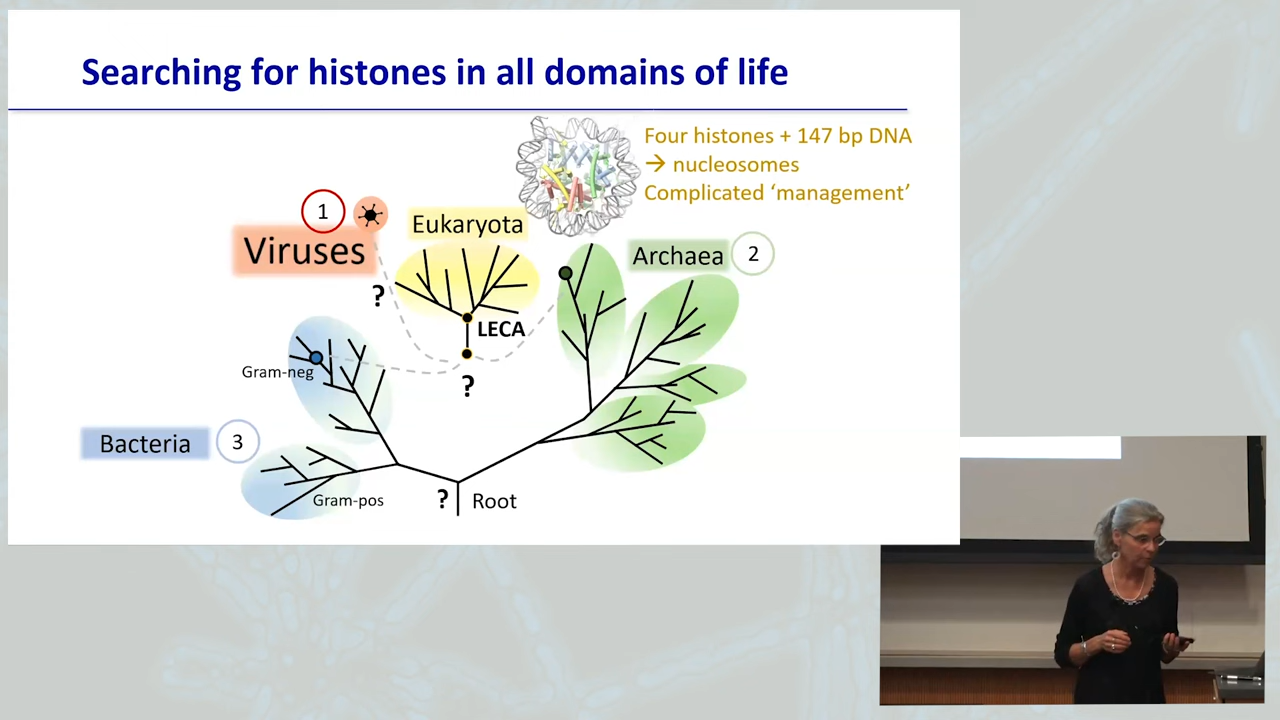 Searching for histones in all domains of life
Four histones + 147 bp DNA
→ nucleosomes
Complicated ‘management’
1
Viruses
Eukaryota
Archaea
2
?
LECA
Gram-neg
?
Bacteria
3
Gram-pos
?
Root